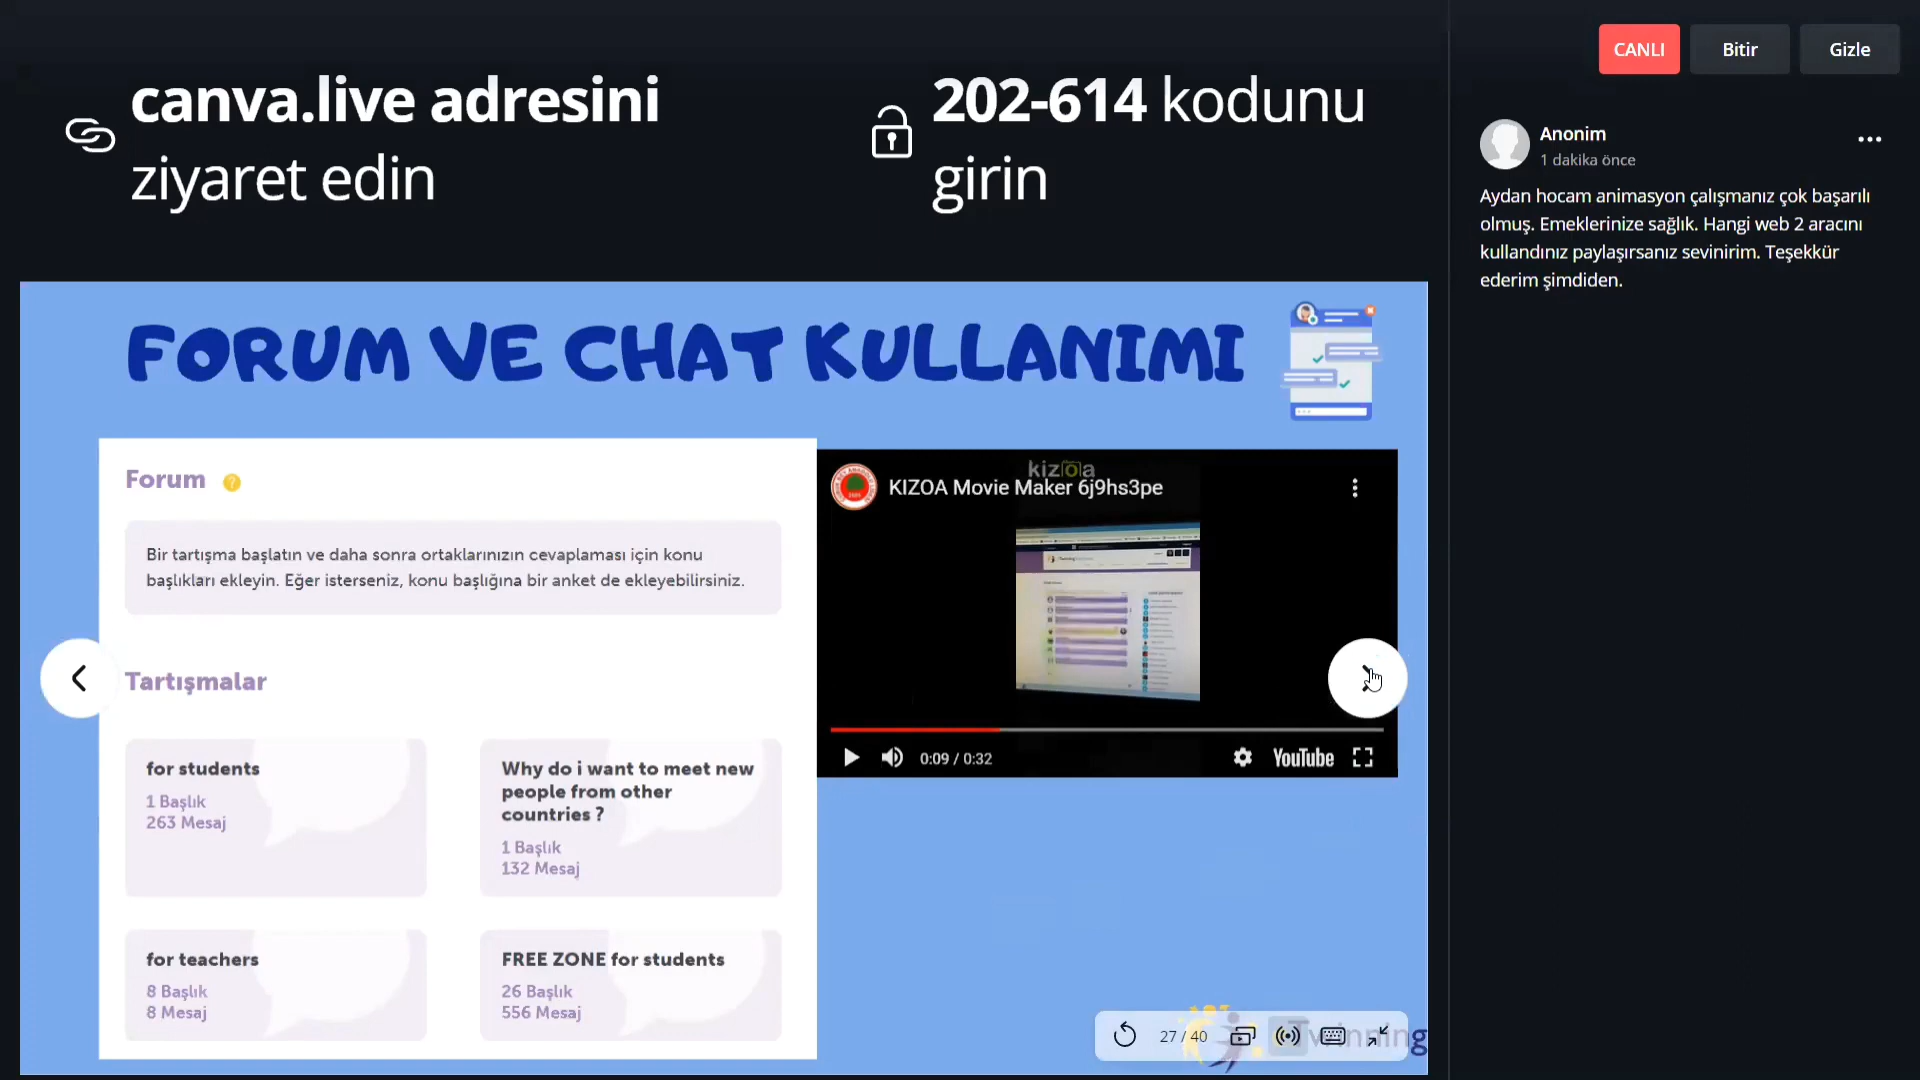 canva.live adresini
ziyaret edin
202-614 kodunu
girin
CANLI
Bitir
Gizle
Anonim
1 dakika önce
Aydan hocam animasyon çalışmanız çok başarılı
olmuş. Emeklerinize sağlık. Hangi web 2 aracını
kullandınız paylaşırsanız sevinirim. Teşekkür
ederim şimdiden.
FORUM VE CHAT KULLANIMI
Forum
?
Bir tartışma başlatın ve daha sonra ortaklarınızın cevaplaması için konu
başlıkları ekleyin. Eğer isterseniz, konu başlığına bir anket de ekleyebilirsiniz.
Tartışmalar
for students
1 Başlık
263 Mesaj
Why do i want to meet new
people from other
countries ?
1 Başlık
132 Mesaj
for teachers
8 Başlık
8 Mesaj
FREE ZONE for students
26 Başlık
556 Mesaj
kizoa
KIZOA Movie Maker 6j9hs3pe
0:09 / 0:32
YouTube
27 / 40